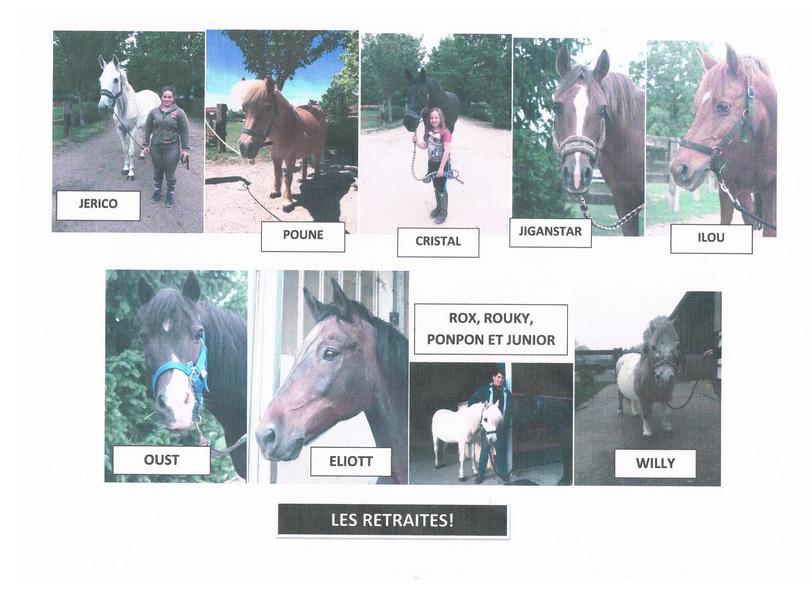 JERICO
POUNE
CRISTAL
JIGANSTAR
ILOU
ROX, ROUKY,
PONPON ET JUNIOR
OUST
ELIOTT
WILLY
LES RETRAITES!